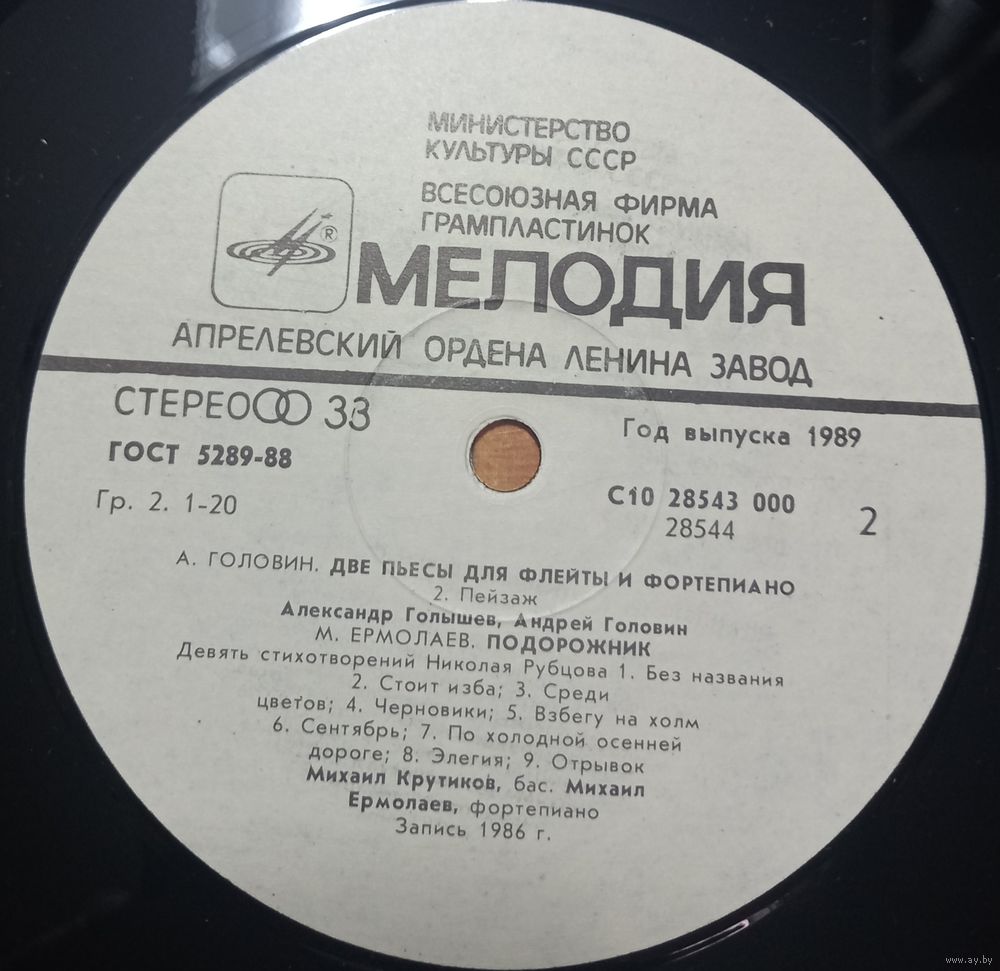 МИНИСТЕРСТВО
КУЛЬТУРЫ СССР
ВСЕСОЮЗНАЯ ФИРМА
ГРАМПЛАСТИНОК
®
МЕЛОДИЯ
АПРЕЛЕВСКИЙ ОРДЕНА ЛЕНИНА ЗАВОД
СТЕРЕО 33
Год выпуска 1989
ГОСТ 5289-88
С10 28543 000
Гр. 2. 1-20
28544
2
А. ГОЛОВИН. ДВЕ ПЬЕСЫ ДЛЯ ФЛЕЙТЫ И ФОРТЕПИАНО
2. Пейзаж
Александр Голышев, Андрей Головин
М. ЕРМОЛАЕВ. ПОДОРОЖНИК
Девять стихотворений Николая Рубцова 1. Без названия
2. Стоит изба; 3. Среди
цветов; 4. Черновики; 5. Взбегу на холм
6. Сентябрь; 7. По холодной осенней
дороге; 8. Элегия; 9. Отрывок
Михаил Крутиков, бас. Михаил
Ермолаев, фортепиано
Запись 1986 г.
www.ay.by